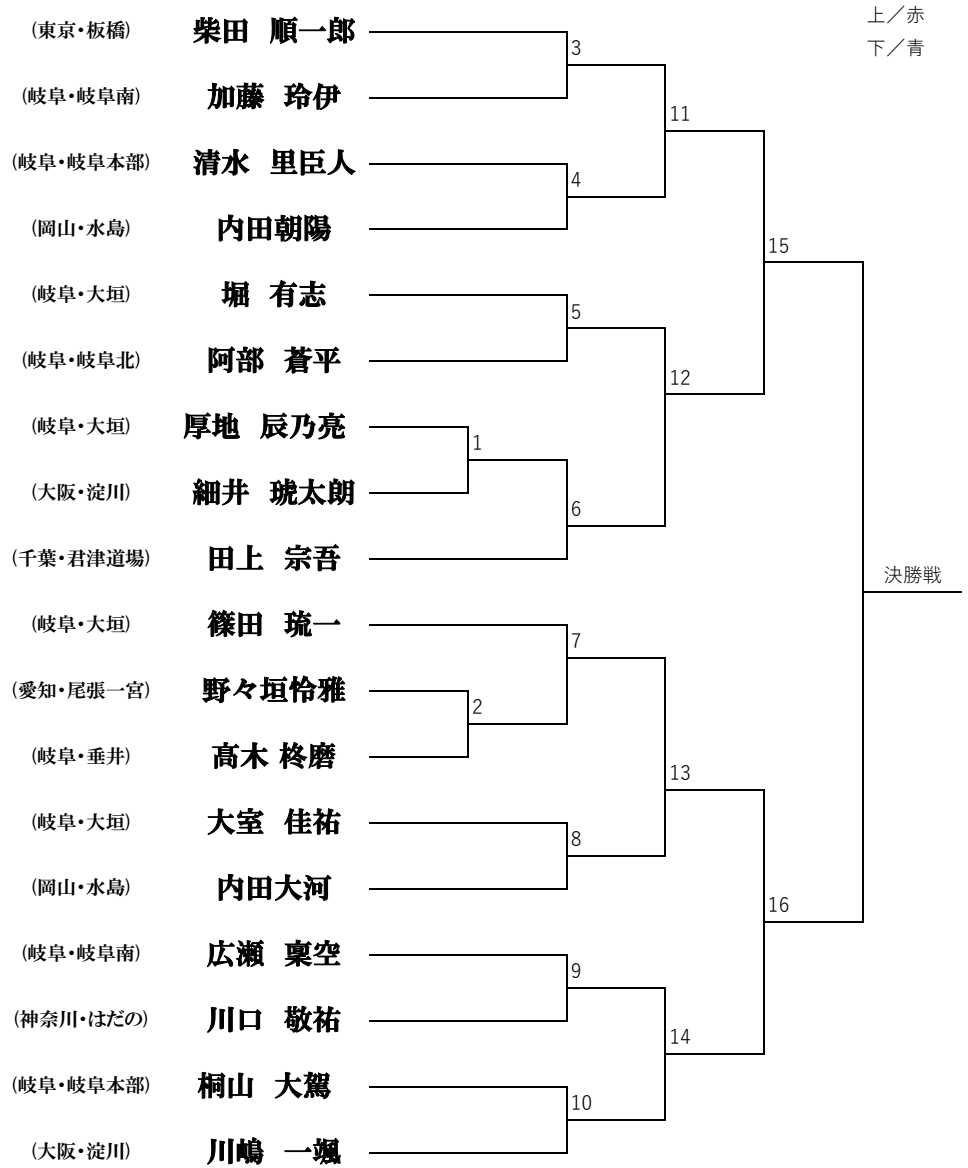 上／赤
下／青
(東京・板橋) 柴田 順一郎
3
(岐阜・岐阜南) 加藤 玲伊
11
(岐阜・岐阜本部) 清水 里臣人
4
(岡山・水島) 内田朝陽
15
(岐阜・大垣) 堀 有志
5
(岐阜・岐阜北) 阿部 蒼平
12
(岐阜・大垣) 厚地 辰乃亮
1
(大阪・淀川) 細井 琥太朗
6
(千葉・君津道場) 田上 宗吾
決勝戦
(岐阜・大垣) 篠田 琉一
7
(愛知・尾張一宮) 野々垣怜雅
2
(岐阜・垂井) 髙木 柊磨
13
(岐阜・大垣) 大室 佳祐
8
(岡山・水島) 内田大河
16
(岐阜・岐阜南) 広瀬 稟空
9
(神奈川・はだの) 川口 敬祐
14
(岐阜・岐阜本部) 桐山 大駕
10
(大阪・淀川) 川嶋 一颯